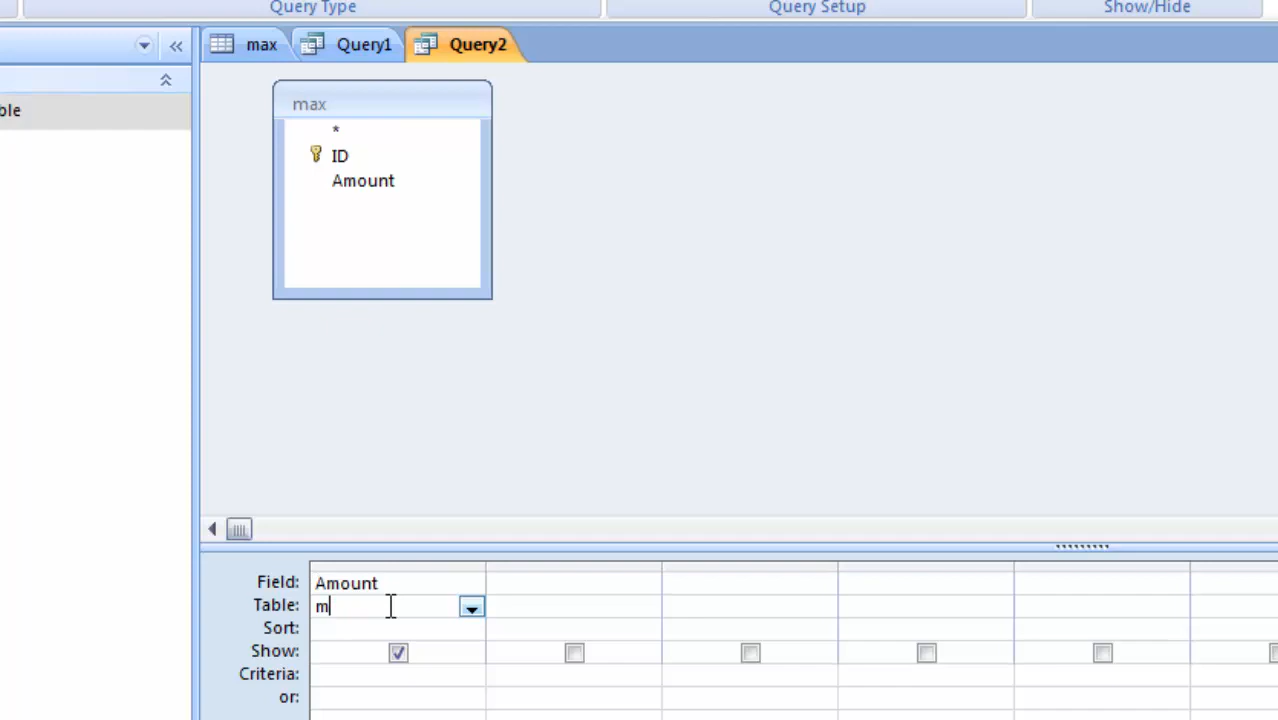 Query Type Query Setup Show/Hide
max Query1 Query2
ble
max
*
ID
Amount
Field: Amount
Table: m
Sort:
Show:
Criteria:
or: